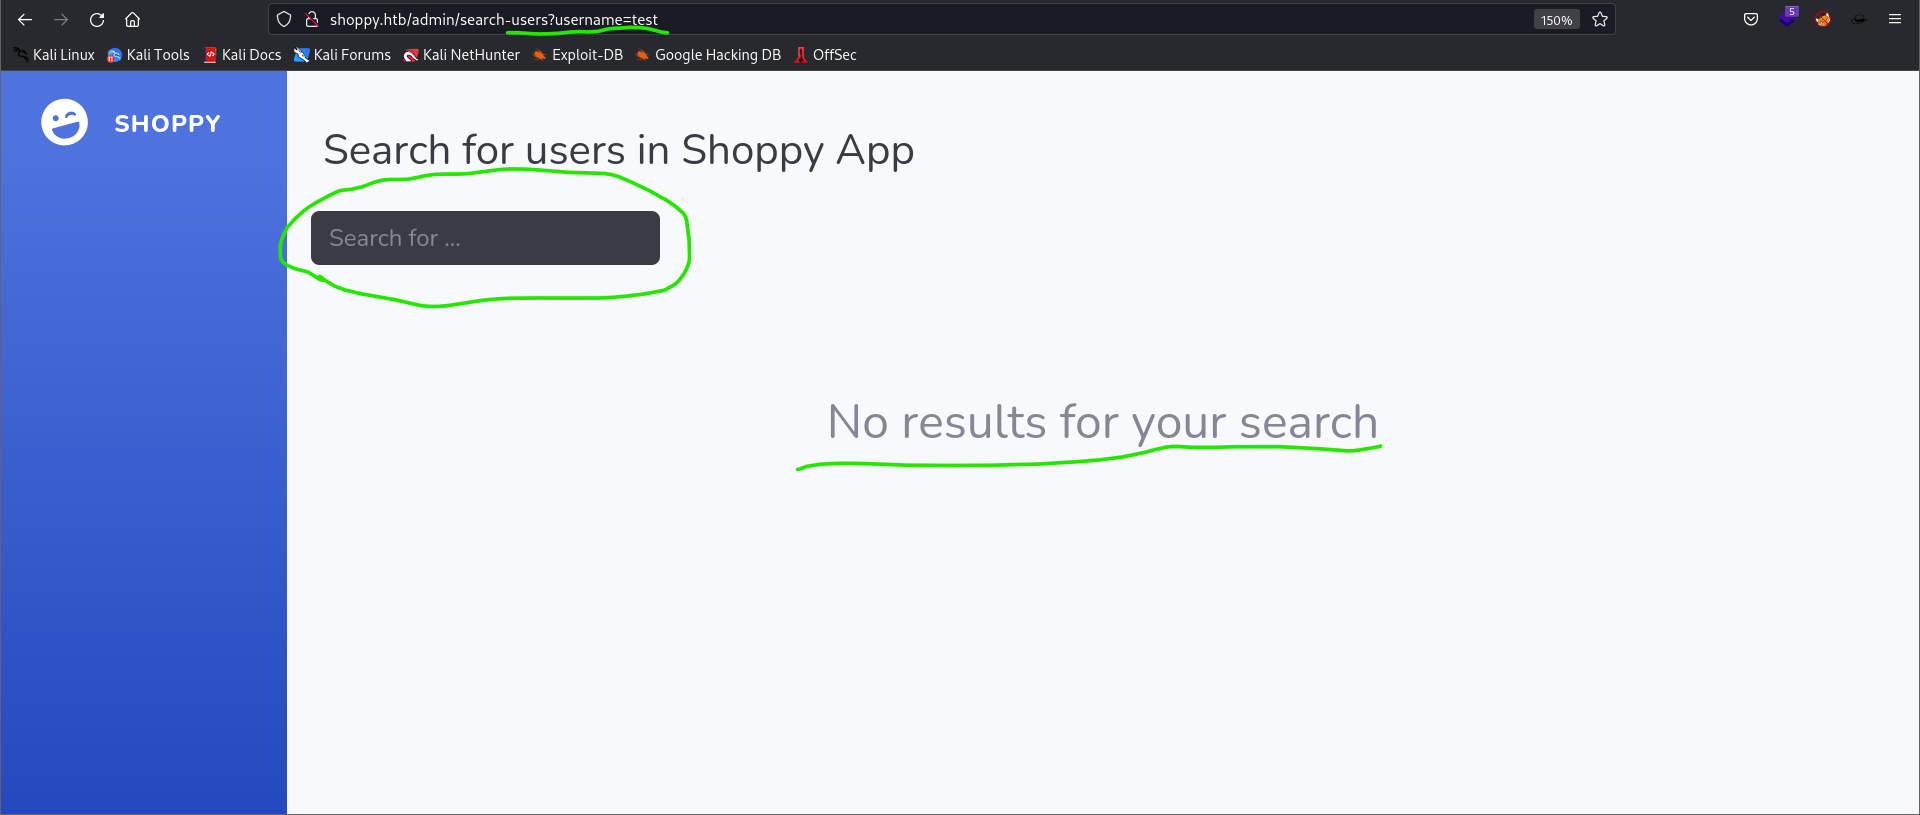 shoppy.htb/admin/search-users?username=test
150%
5
Kali Linux Kali Tools Kali Docs Kali Forums Kali NetHunter Exploit-DB Google Hacking DB OffSec
SHOPPY
Search for users in Shoppy App
Search for ...
No results for your search